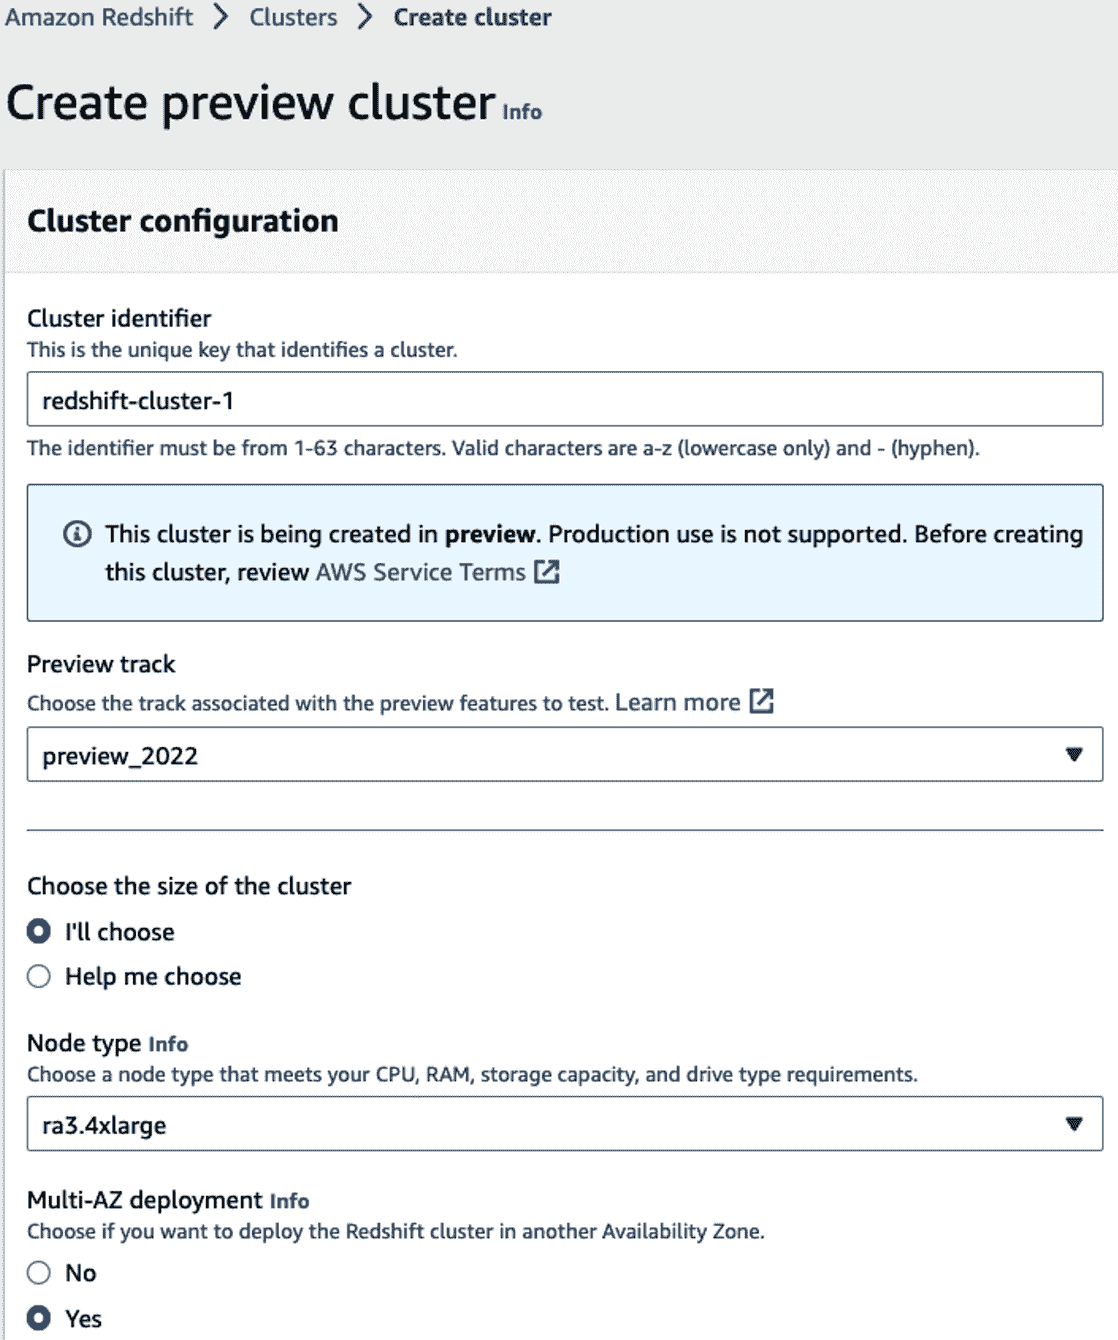 Amazon Redshift > Clusters > Create cluster
Create preview cluster Info
Cluster configuration
Cluster identifier
This is the unique key that identifies a cluster.
redshift-cluster-1
The identifier must be from 1-63 characters. Valid characters are a-z (lowercase only) and - (hyphen).
This cluster is being created in preview. Production use is not supported. Before creating
this cluster, review AWS Service Terms
Preview track
Choose the track associated with the preview features to test. Learn more
preview_2022
Choose the size of the cluster
I'll choose
Help me choose
Node type Info
Choose a node type that meets your CPU, RAM, storage capacity, and drive type requirements.
ra3.4xlarge
Multi-AZ deployment Info
Choose if you want to deploy the Redshift cluster in another Availability Zone.
No
Yes